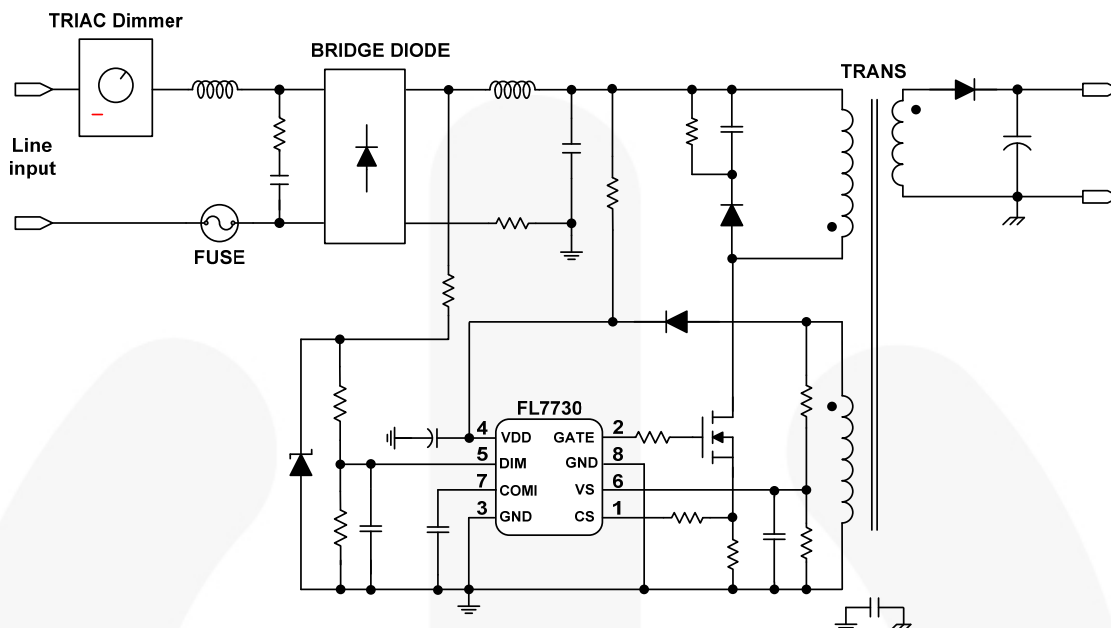 TRIAC Dimmer
BRIDGE DIODE
TRANS
Line
input
FUSE
FL7730
4 VDD GATE 2
5 DIM GND 8
7 COMI VS 6
3 GND CS 1